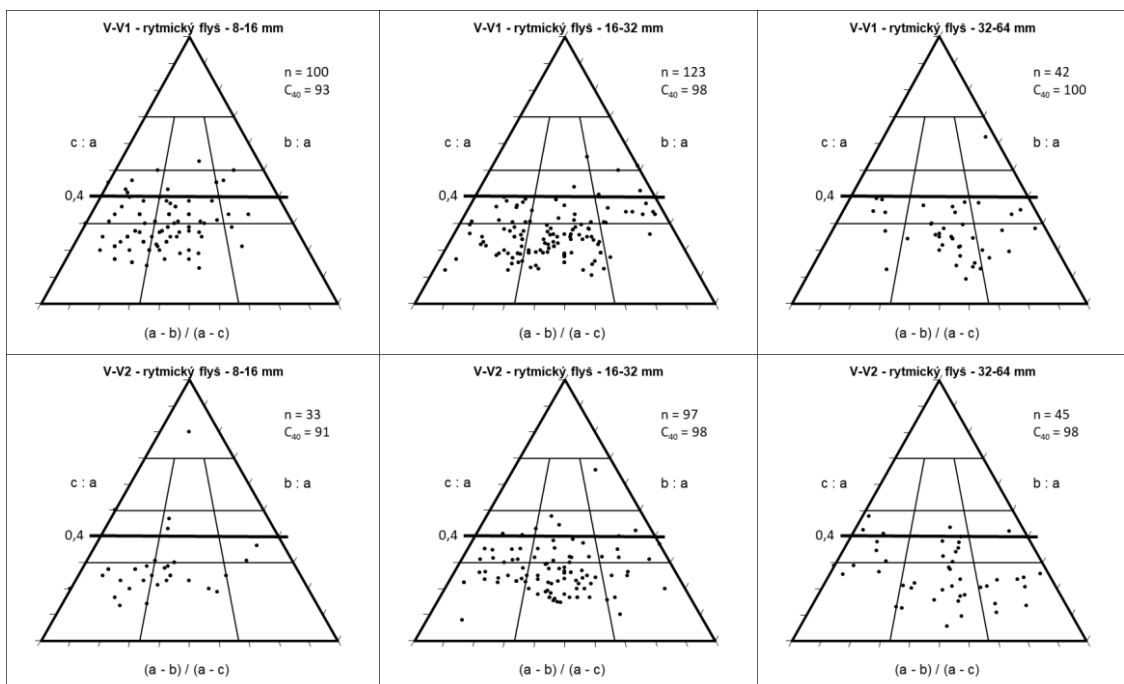 V-V1 - rytmický flyš - 8-16 mm
n = 100
C₄₀ = 93
c : a
b : a
0,4
(a - b) / (a - c)
V-V1 - rytmický flyš - 16-32 mm
n = 123
C₄₀ = 98
c : a
b : a
0,4
(a - b) / (a - c)
V-V1 - rytmický flyš - 32-64 mm
n = 42
C₄₀ = 100
c : a
b : a
0,4
(a - b) / (a - c)
V-V2 - rytmický flyš - 8-16 mm
n = 33
C₄₀ = 91
c : a
b : a
0,4
(a - b) / (a - c)
V-V2 - rytmický flyš - 16-32 mm
n = 97
C₄₀ = 98
c : a
b : a
0,4
(a - b) / (a - c)
V-V2 - rytmický flyš - 32-64 mm
n = 45
C₄₀ = 98
c : a
b : a
0,4
(a - b) / (a - c)